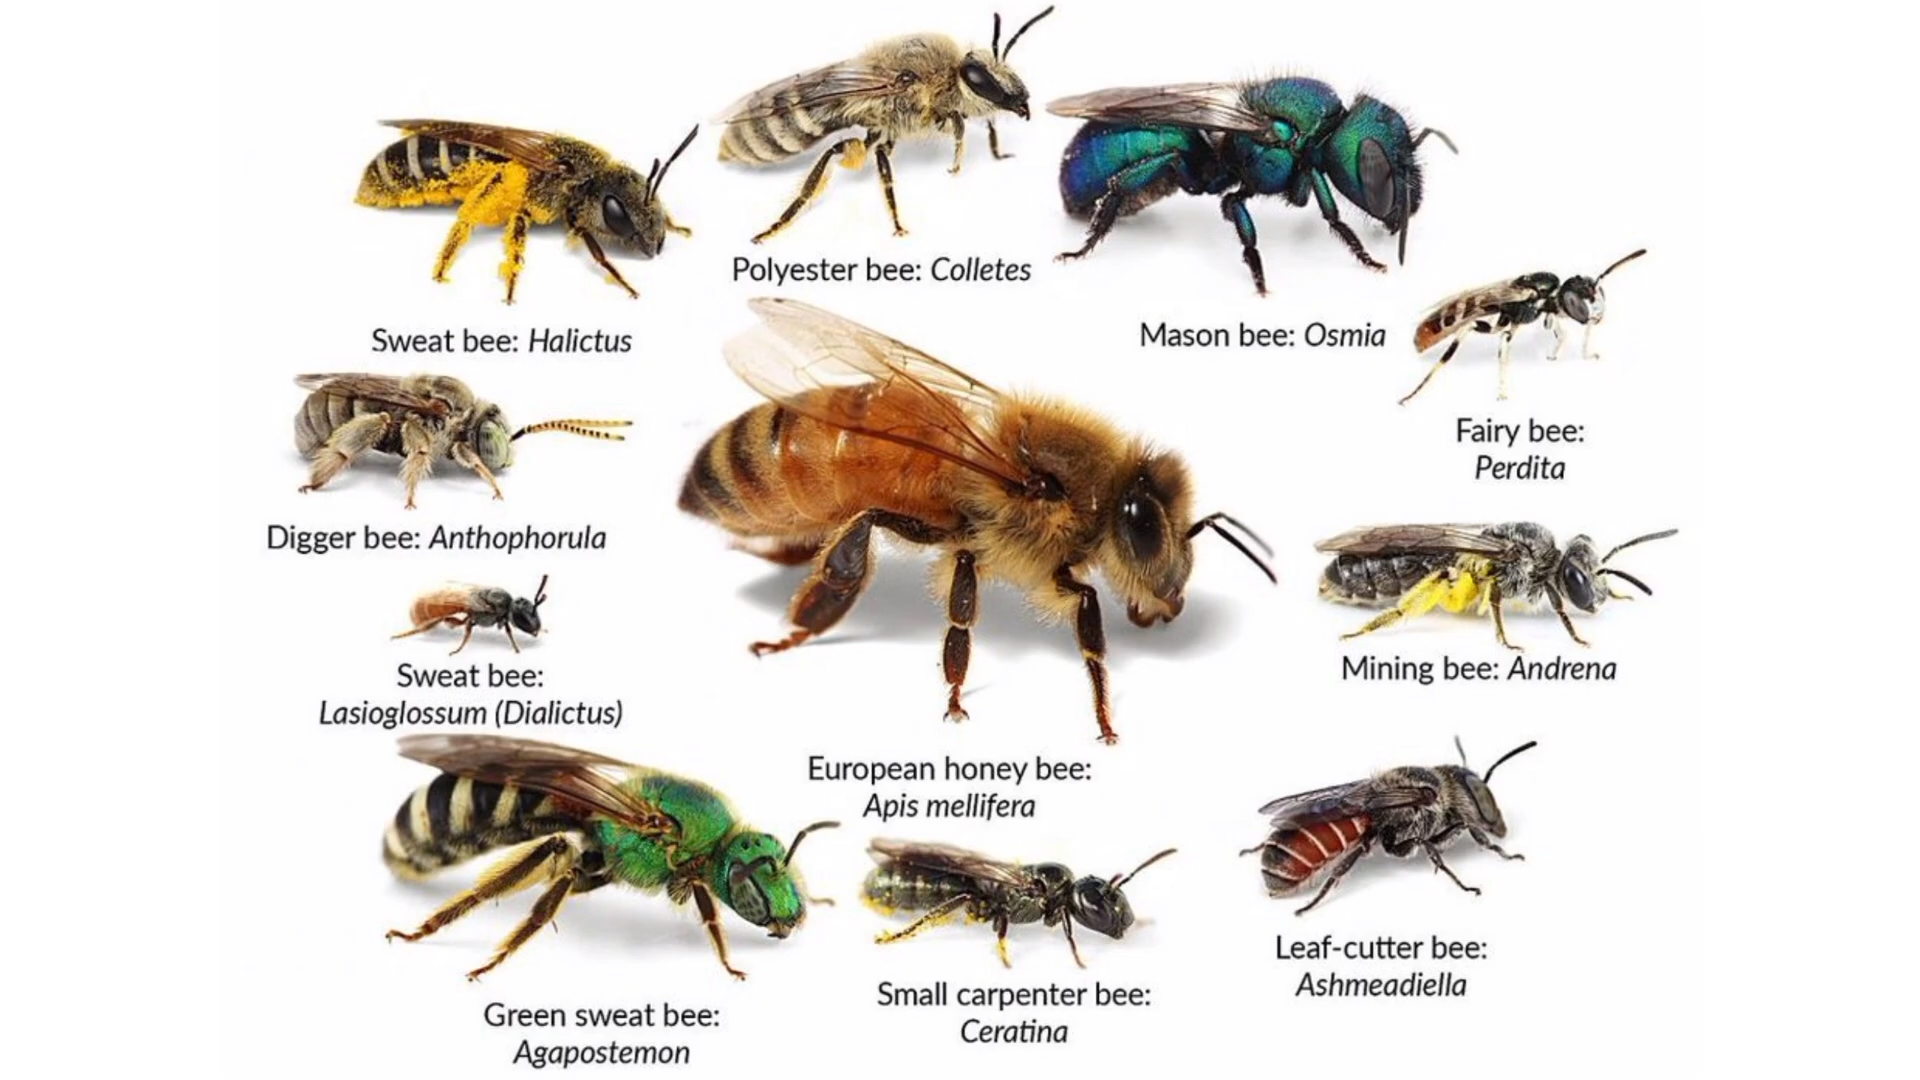 Polyester bee: Colletes
Sweat bee: Halictus
Mason bee: Osmia
Fairy bee:
Perdita
Digger bee: Anthophorula
Sweat bee:
Lasioglossum (Dialictus)
Mining bee: Andrena
European honey bee:
Apis mellifera
Leaf-cutter bee:
Ashmeadiella
Small carpenter bee:
Ceratina
Green sweat bee:
Agapostemon